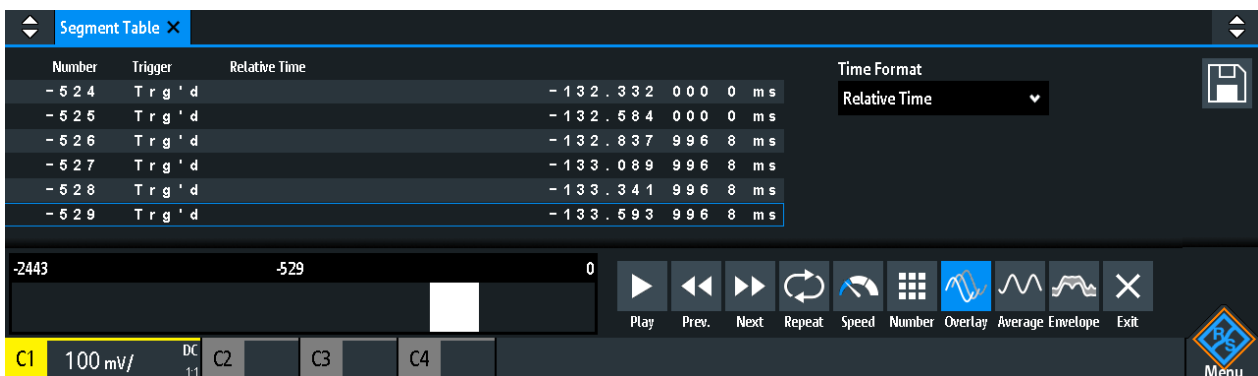 Segment Table
Number Trigger Relative Time
-524 Trg'd -132.332 000 0 ms
-525 Trg'd -132.584 000 0 ms
-526 Trg'd -132.837 996 8 ms
-527 Trg'd -133.089 996 8 ms
-528 Trg'd -133.341 996 8 ms
-529 Trg'd -133.593 996 8 ms
Time Format
Relative Time
-2443 -529 0
Play Prev. Next Repeat Speed Number Overlay Average Envelope Exit
C1 100 mV/ DC 1:1 C2 C3 C4
R&S
Menu